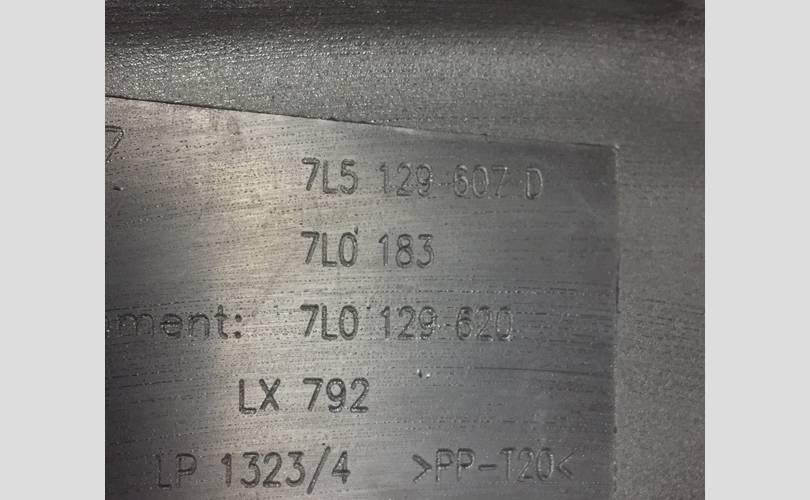 7L5 129 607 D
7L0 183
ment: 7L0 129 620
LX 792
LP 1323/4 >PP-T20<